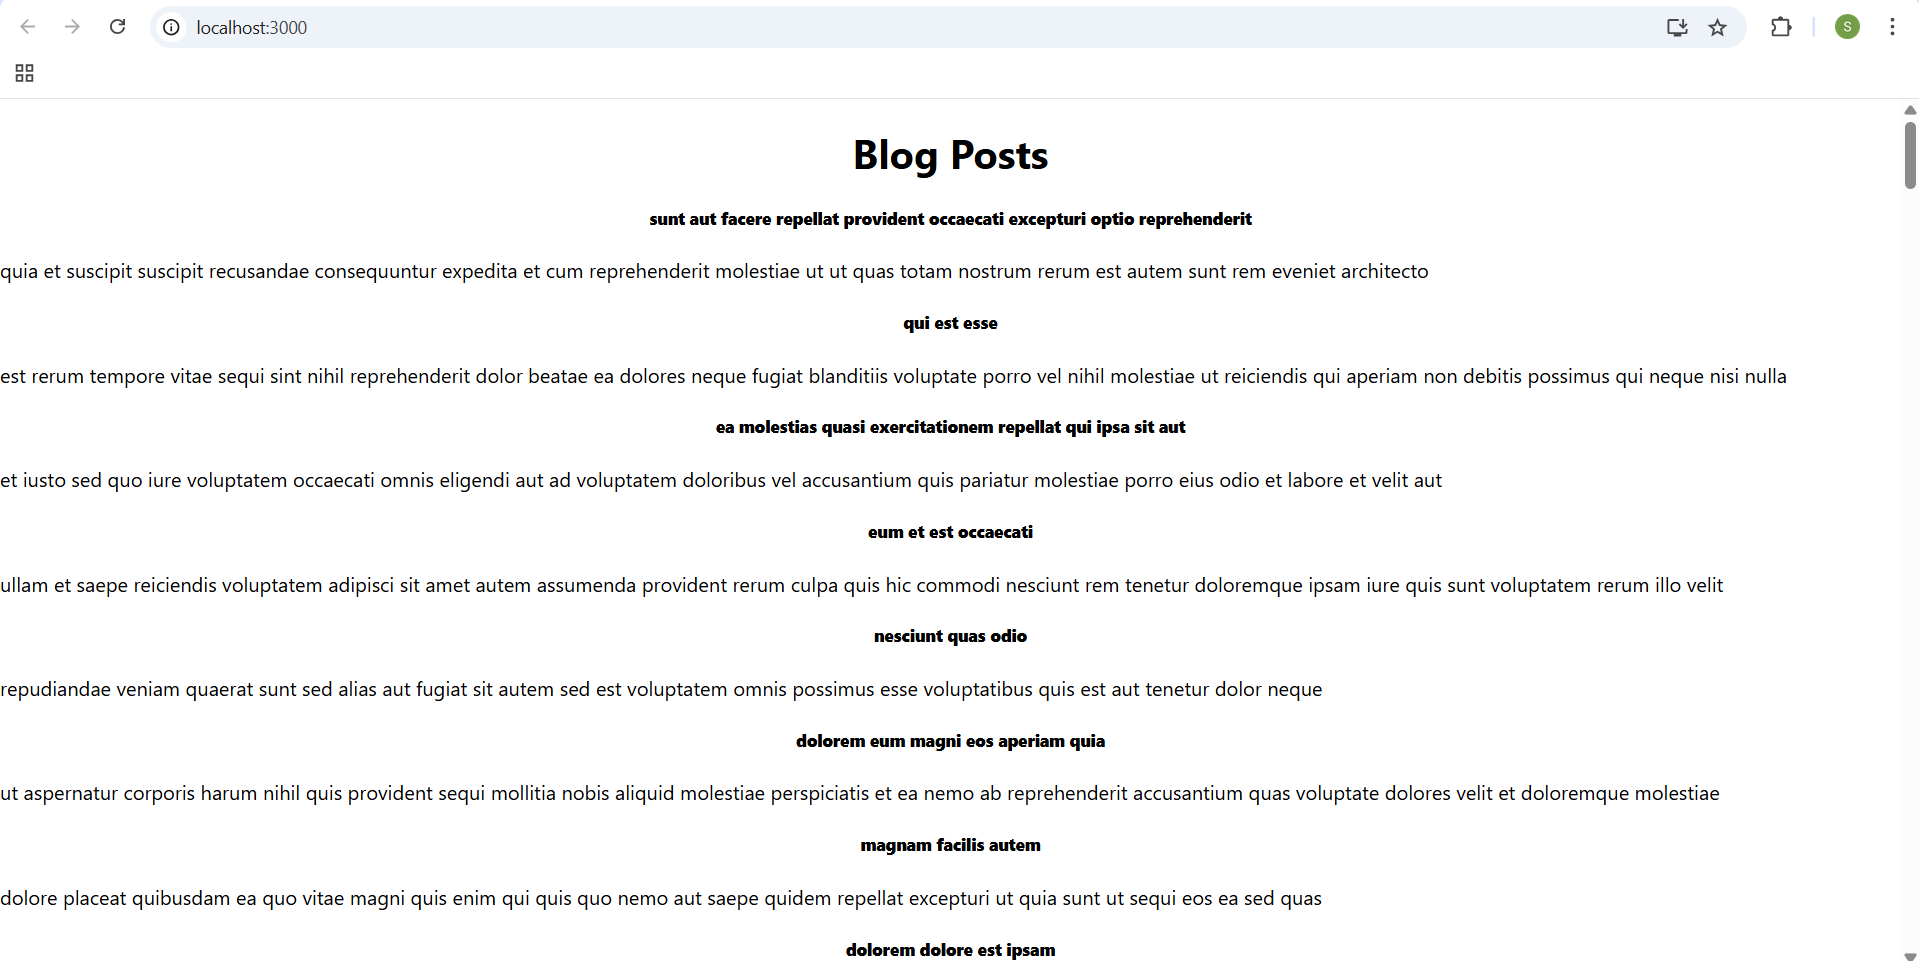 localhost:3000
S
Blog Posts
sunt aut facere repellat provident occaecati excepturi optio reprehenderit
quia et suscipit suscipit recusandae consequuntur expedita et cum reprehenderit molestiae ut ut quas totam nostrum rerum est autem sunt rem eveniet architecto
qui est esse
est rerum tempore vitae sequi sint nihil reprehenderit dolor beatae ea dolores neque fugiat blanditiis voluptate porro vel nihil molestiae ut reiciendis qui aperiam non debitis possimus qui neque nisi nulla
ea molestias quasi exercitationem repellat qui ipsa sit aut
et iusto sed quo iure voluptatem occaecati omnis eligendi aut ad voluptatem doloribus vel accusantium quis pariatur molestiae porro eius odio et labore et velit aut
eum et est occaecati
ullam et saepe reiciendis voluptatem adipisci sit amet autem assumenda provident rerum culpa quis hic commodi nesciunt rem tenetur doloremque ipsam iure quis sunt voluptatem rerum illo velit
nesciunt quas odio
repudiandae veniam quaerat sunt sed alias aut fugiat sit autem sed est voluptatem omnis possimus esse voluptatibus quis est aut tenetur dolor neque
dolorem eum magni eos aperiam quia
ut aspernatur corporis harum nihil quis provident sequi mollitia nobis aliquid molestiae perspiciatis et ea nemo ab reprehenderit accusantium quas voluptate dolores velit et doloremque molestiae
magnam facilis autem
dolore placeat quibusdam ea quo vitae magni quis enim qui quis quo nemo aut saepe quidem repellat excepturi ut quia sunt ut sequi eos ea sed quas
dolorem dolore est ipsam